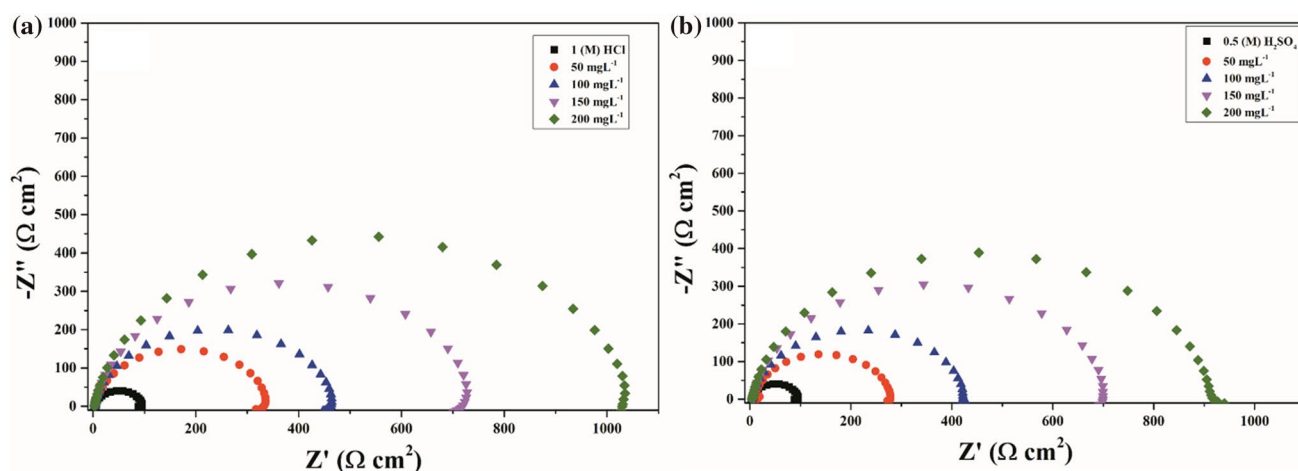 (a)
1000
900
800
700
600
500
400
300
200
100
0
-Z" (Ω cm²)
0 200 400 600 800 1000
Z' (Ω cm²)
1 (M) HCl
50 mgL⁻¹
100 mgL⁻¹
150 mgL⁻¹
200 mgL⁻¹
(b)
1000
900
800
700
600
500
400
300
200
100
0
-Z" (Ω cm²)
0 200 400 600 800 1000
Z' (Ω cm²)
0.5 (M) H₂SO₄
50 mgL⁻¹
100 mgL⁻¹
150 mgL⁻¹
200 mgL⁻¹